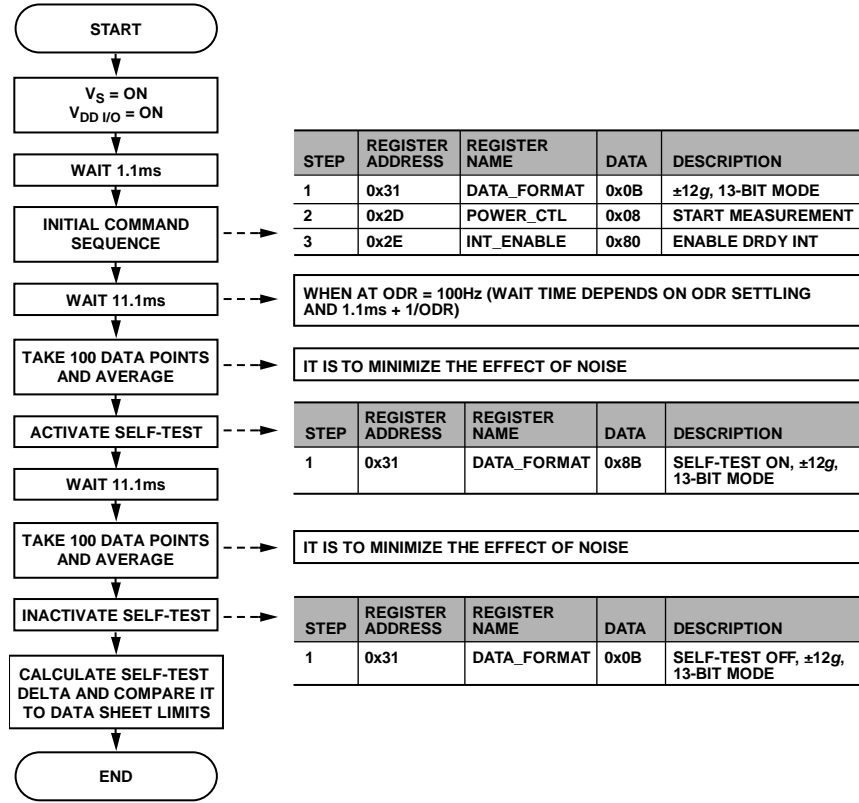 START
V_S = ON
V_DD I/O = ON
WAIT 1.1ms
INITIAL COMMAND
SEQUENCE
STEP REGISTER ADDRESS REGISTER NAME DATA DESCRIPTION
1 0x31 DATA_FORMAT 0x0B ±12g, 13-BIT MODE
2 0x2D POWER_CTL 0x08 START MEASUREMENT
3 0x2E INT_ENABLE 0x80 ENABLE DRDY INT
WAIT 11.1ms
WHEN AT ODR = 100Hz (WAIT TIME DEPENDS ON ODR SETTLING
AND 1.1ms + 1/ODR)
TAKE 100 DATA POINTS
AND AVERAGE
IT IS TO MINIMIZE THE EFFECT OF NOISE
ACTIVATE SELF-TEST
STEP REGISTER ADDRESS REGISTER NAME DATA DESCRIPTION
1 0x31 DATA_FORMAT 0x8B SELF-TEST ON, ±12g,
13-BIT MODE
WAIT 11.1ms
TAKE 100 DATA POINTS
AND AVERAGE
IT IS TO MINIMIZE THE EFFECT OF NOISE
INACTIVATE SELF-TEST
STEP REGISTER ADDRESS REGISTER NAME DATA DESCRIPTION
1 0x31 DATA_FORMAT 0x0B SELF-TEST OFF, ±12g,
13-BIT MODE
CALCULATE SELF-TEST
DELTA AND COMPARE IT
TO DATA SHEET LIMITS
END